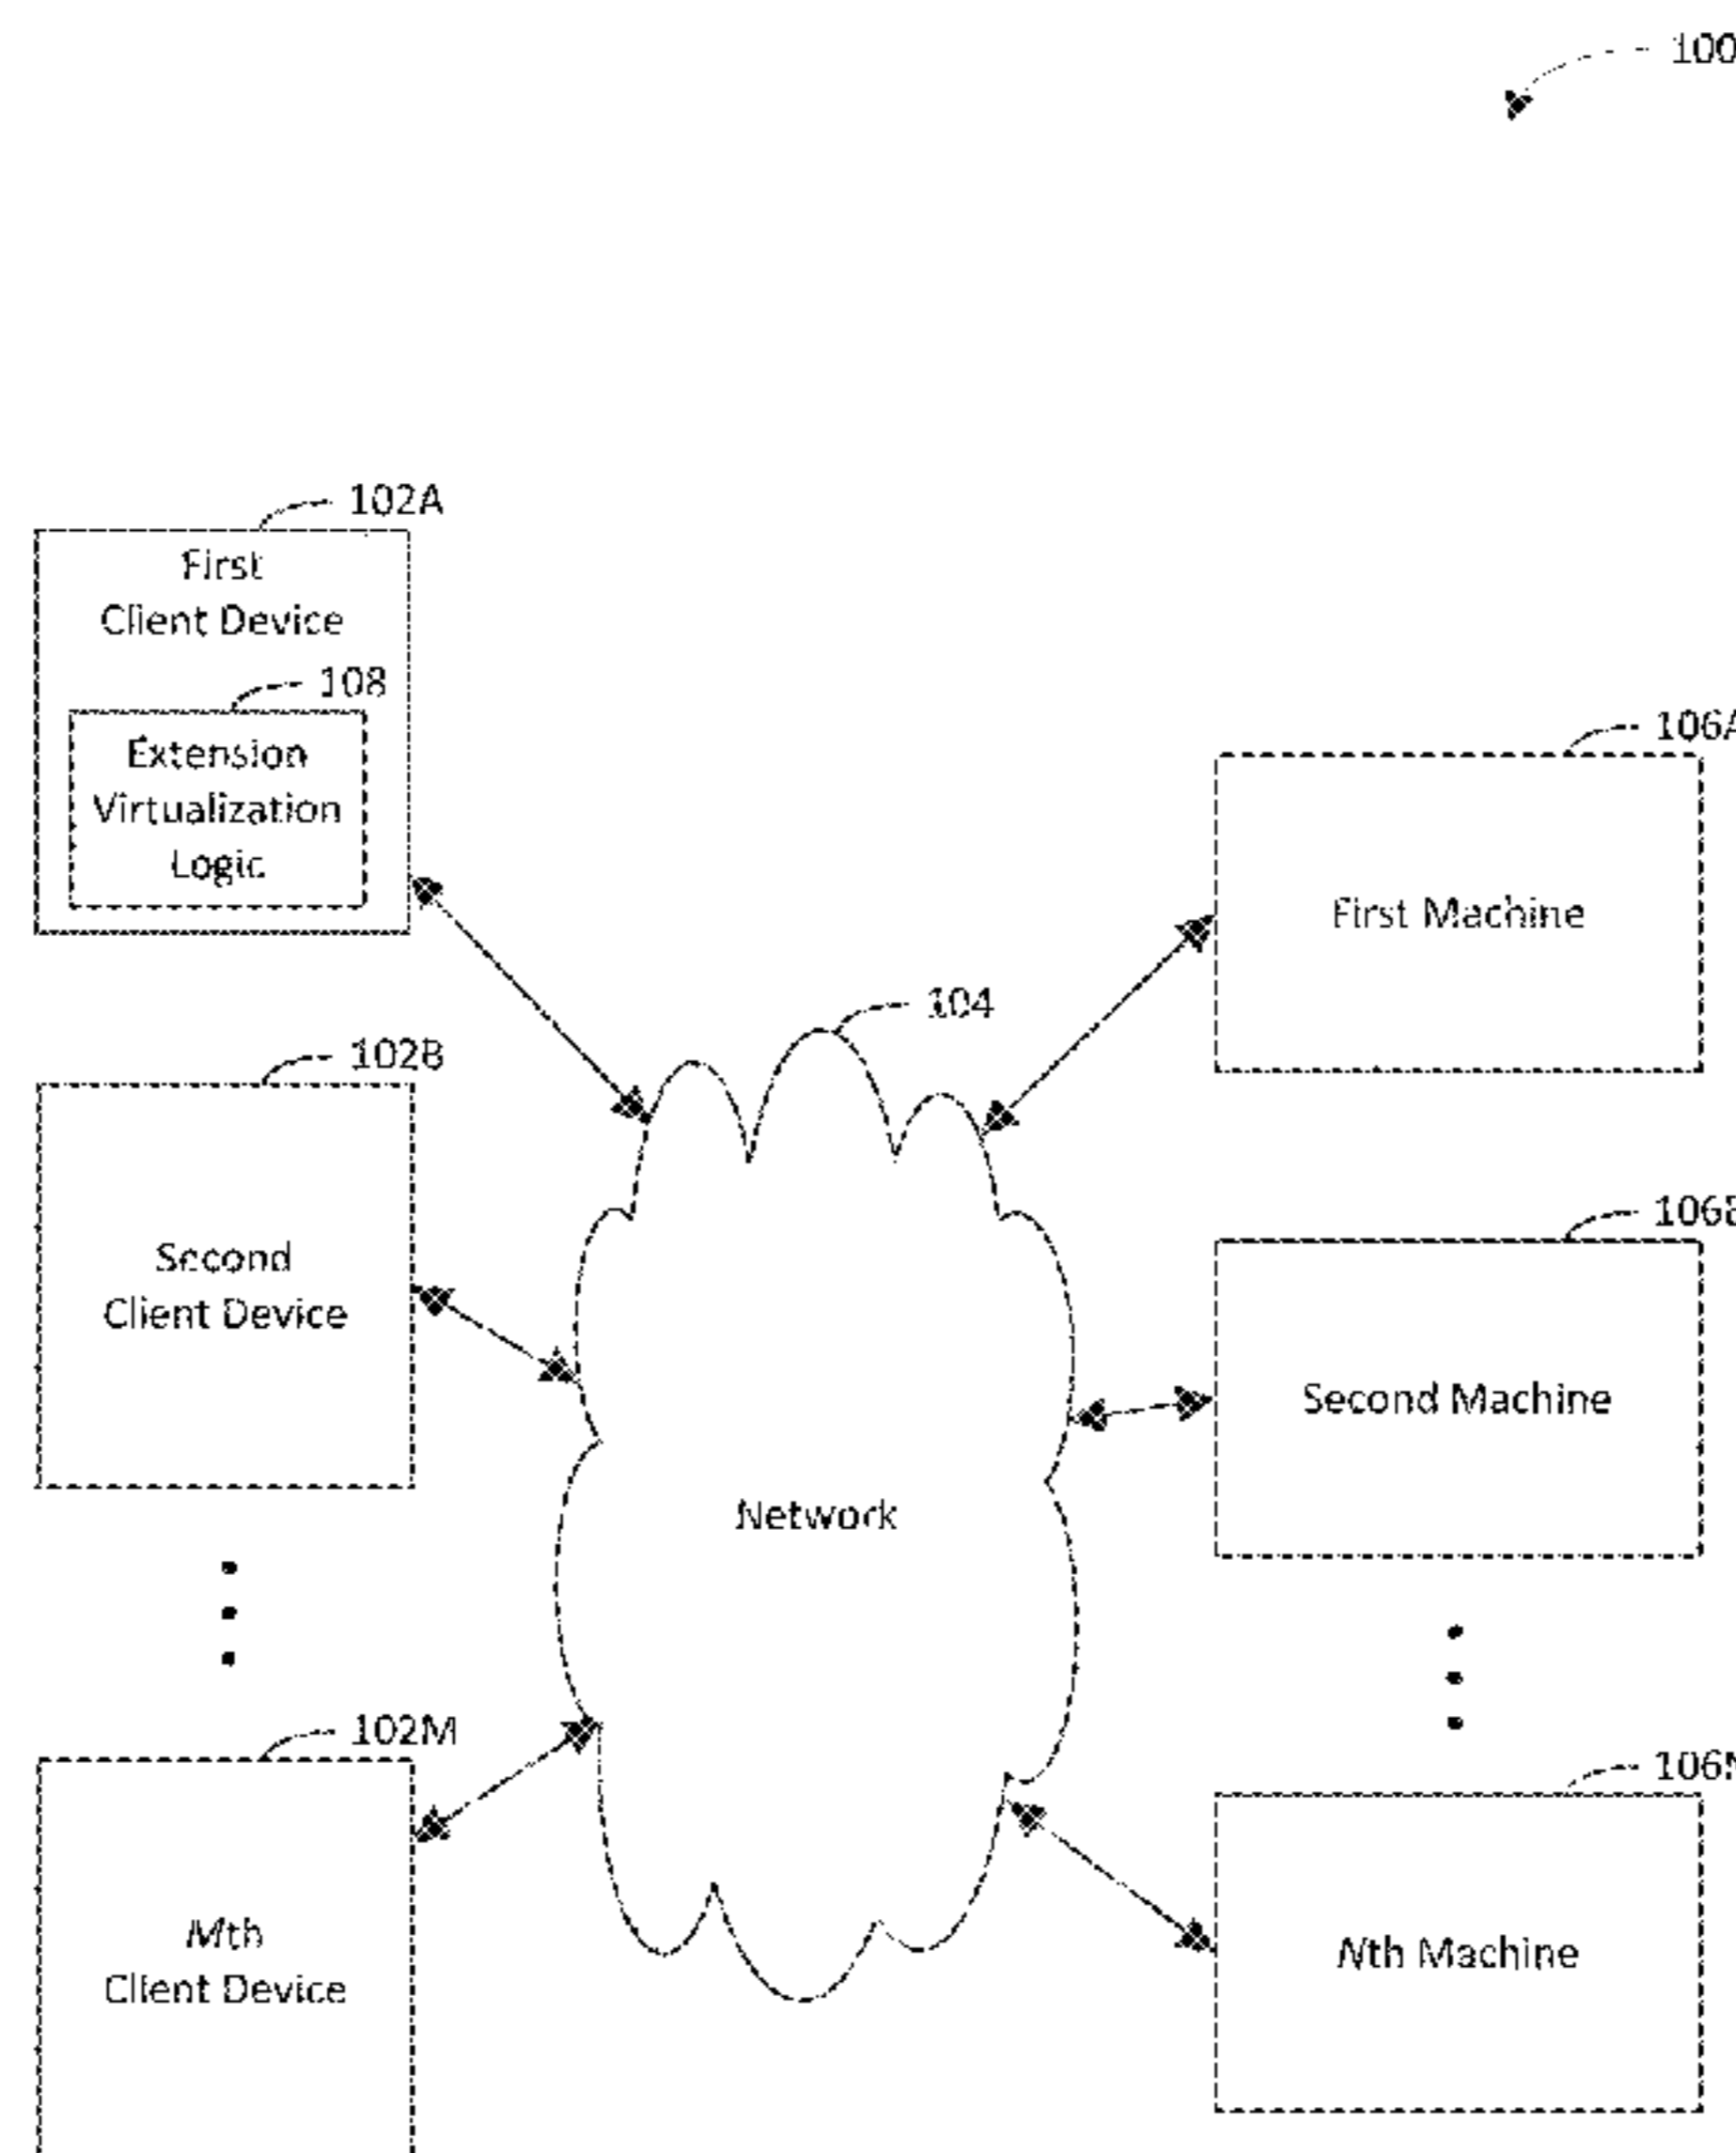 100
102A
First
Client Device
108
Extension
Virtualization
Logic
106A
First Machine
104
102B
Second
Client Device
106B
Second Machine
Network
102M
Mth
Client Device
106N
Nth Machine